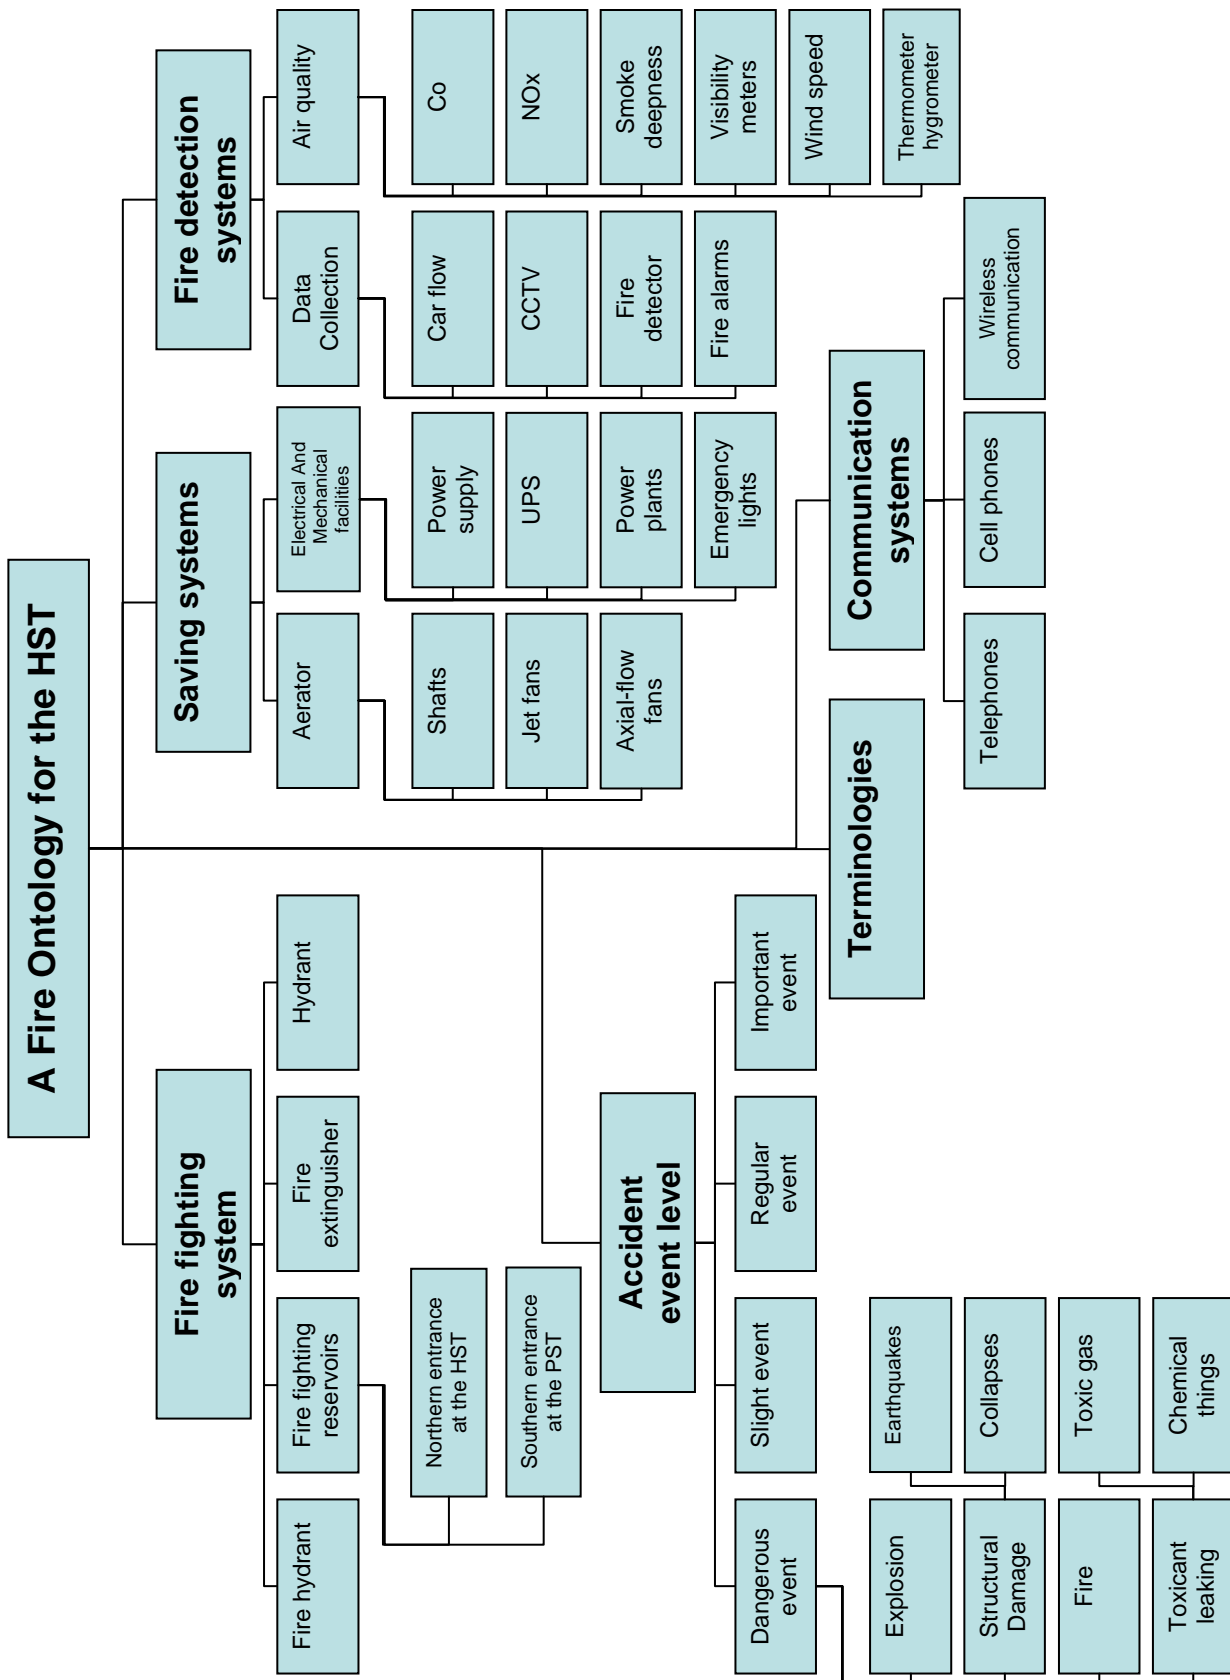 A Fire Ontology for the HST
Fire fighting
system
Saving systems
Fire detection
systems
Fire hydrant
Fire fighting
reservoirs
Fire
extinguisher
Hydrant
Aerator
Electrical And
Mechanical
facilities
Data
Collection
Air quality
Northern entrance
at the HST
Southern entrance
at the PST
Shafts
Jet fans
Axial-flow
fans
Power
supply
UPS
Power
plants
Emergency
lights
Car flow
CCTV
Fire
detector
Fire alarms
Co
NOx
Smoke
deepness
Visibility
meters
Wind speed
Thermometer
hygrometer
Accident
event level
Terminologies
Communication
systems
Dangerous
event
Slight event
Regular
event
Important
event
Telephones
Cell phones
Wireless
communication
Explosion
Structural
Damage
Fire
Toxicant
leaking
Earthquakes
Collapses
Toxic gas
Chemical
things